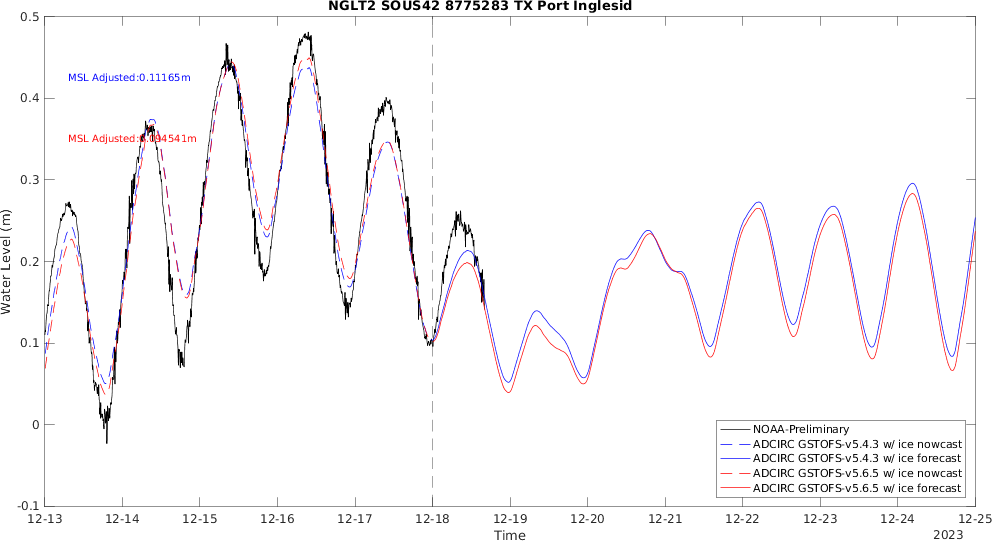 NGLT2 SOUS42 8775283 TX Port Inglesid
0.5
0.4
0.3
0.2
0.1
0
-0.1
Water Level (m)
MSL Adjusted:0.11165m
MSL Adjusted:0.094541m
NOAA-Preliminary
ADCIRC GSTOFS-v5.4.3 w/ ice nowcast
ADCIRC GSTOFS-v5.4.3 w/ ice forecast
ADCIRC GSTOFS-v5.6.5 w/ ice nowcast
ADCIRC GSTOFS-v5.6.5 w/ ice forecast
12-13 12-14 12-15 12-16 12-17 12-18 12-19 12-20 12-21 12-22 12-23 12-24 12-25
Time
2023